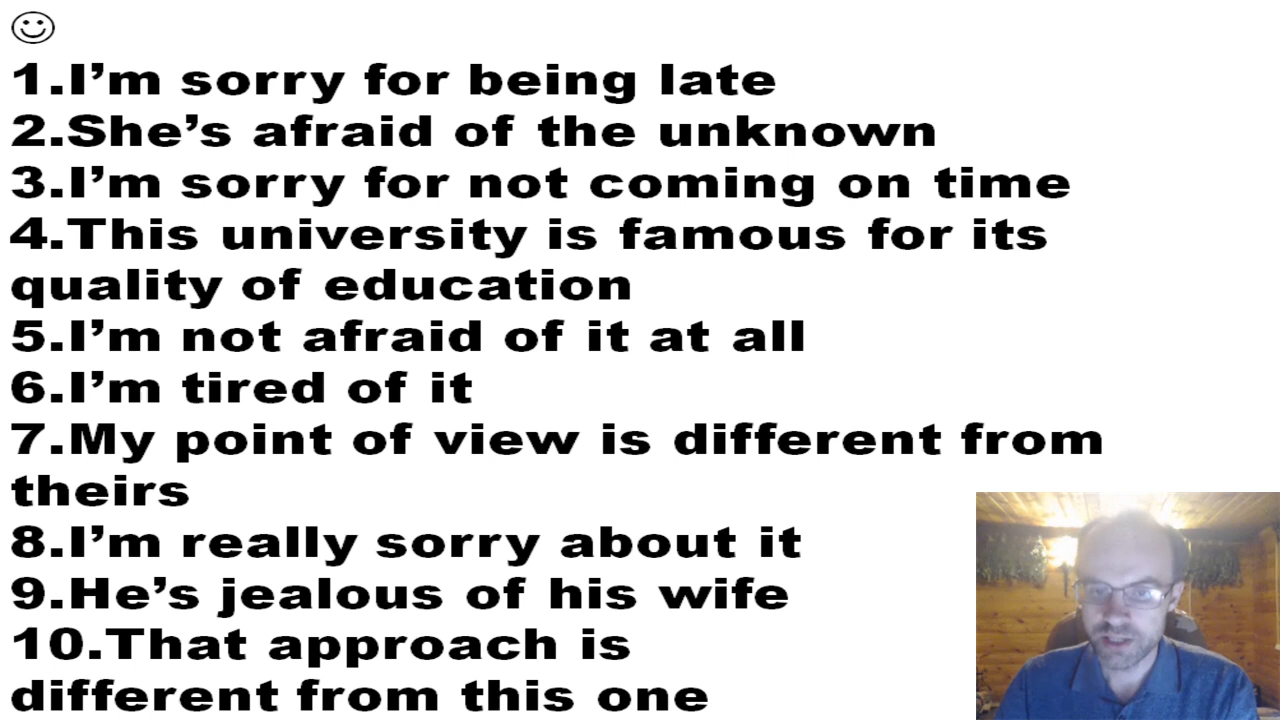 ☺
1.I’m sorry for being late
2.She’s afraid of the unknown
3.I’m sorry for not coming on time
4.This university is famous for its
quality of education
5.I’m not afraid of it at all
6.I’m tired of it
7.My point of view is different from
theirs
8.I’m really sorry about it
9.He’s jealous of his wife
10.That approach is
different from this one